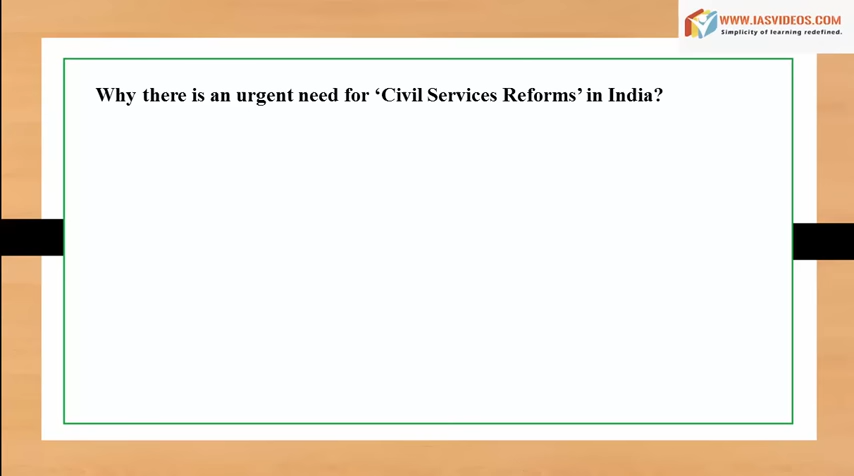 WWW.IASVIDEOS.COM
Simplicity of learning redefined.
Why there is an urgent need for ‘Civil Services Reforms’ in India?